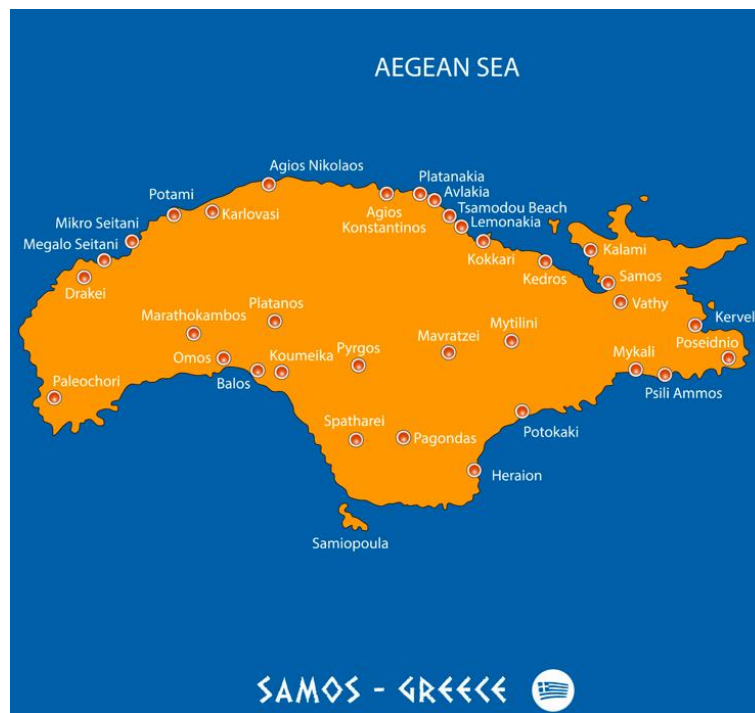 AEGEAN SEA
Agios Nikolaos
Platanakia
Avlakia
Potami
Tsamodou Beach
Karlovasi
Agios
Konstantinos
Lemonakia
Mikro Seitani
Megalo Seitani
Kokkari
Kalami
Drakei
Kedros
Samos
Vathy
Platanos
Marathokambos
Mytilini
Kervel
Mavratzei
Omos
Koumeika
Pyrgos
Mykali
Poseidnio
Balos
Paleochori
Psili Ammos
Spatharei
Pagondas
Potokaki
Heraion
Samiopoula
SAMOS - GREECE